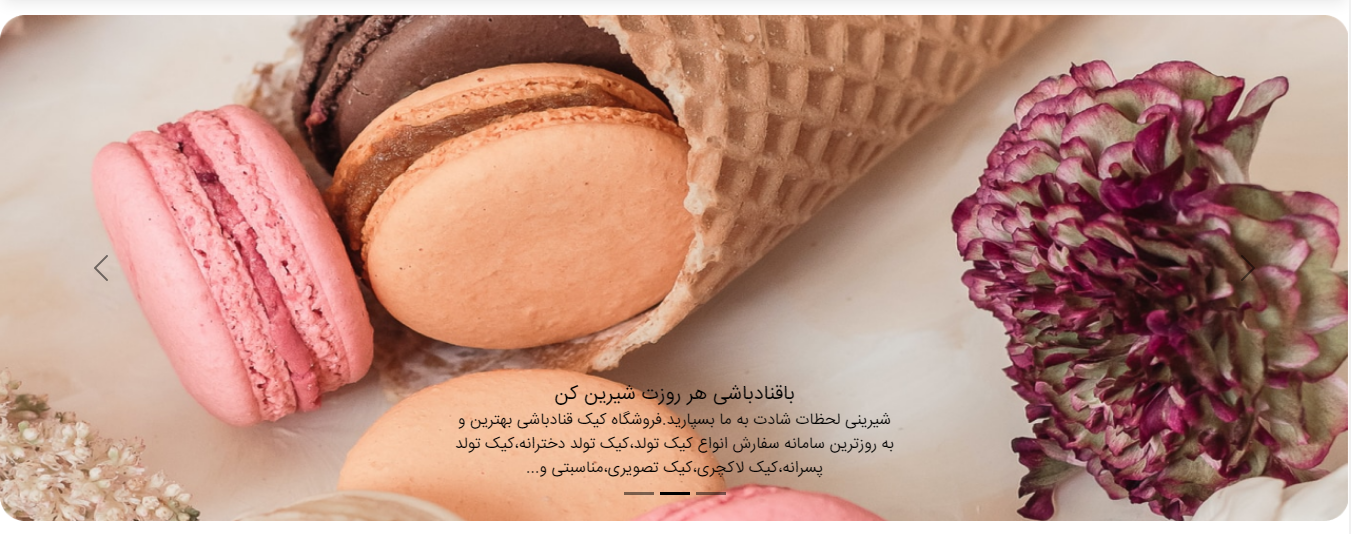 باقنادباشی هر روزت شیرین کن
شیرینی لحظات شادت به ما بسپارید.فروشگاه کیک قنادباشی بهترین و
به روزترین سامانه سفارش انواع کیک تولد،کیک تولد دخترانه،کیک تولد
پسرانه،کیک لاکچری،کیک تصویری،مناسبتی و...